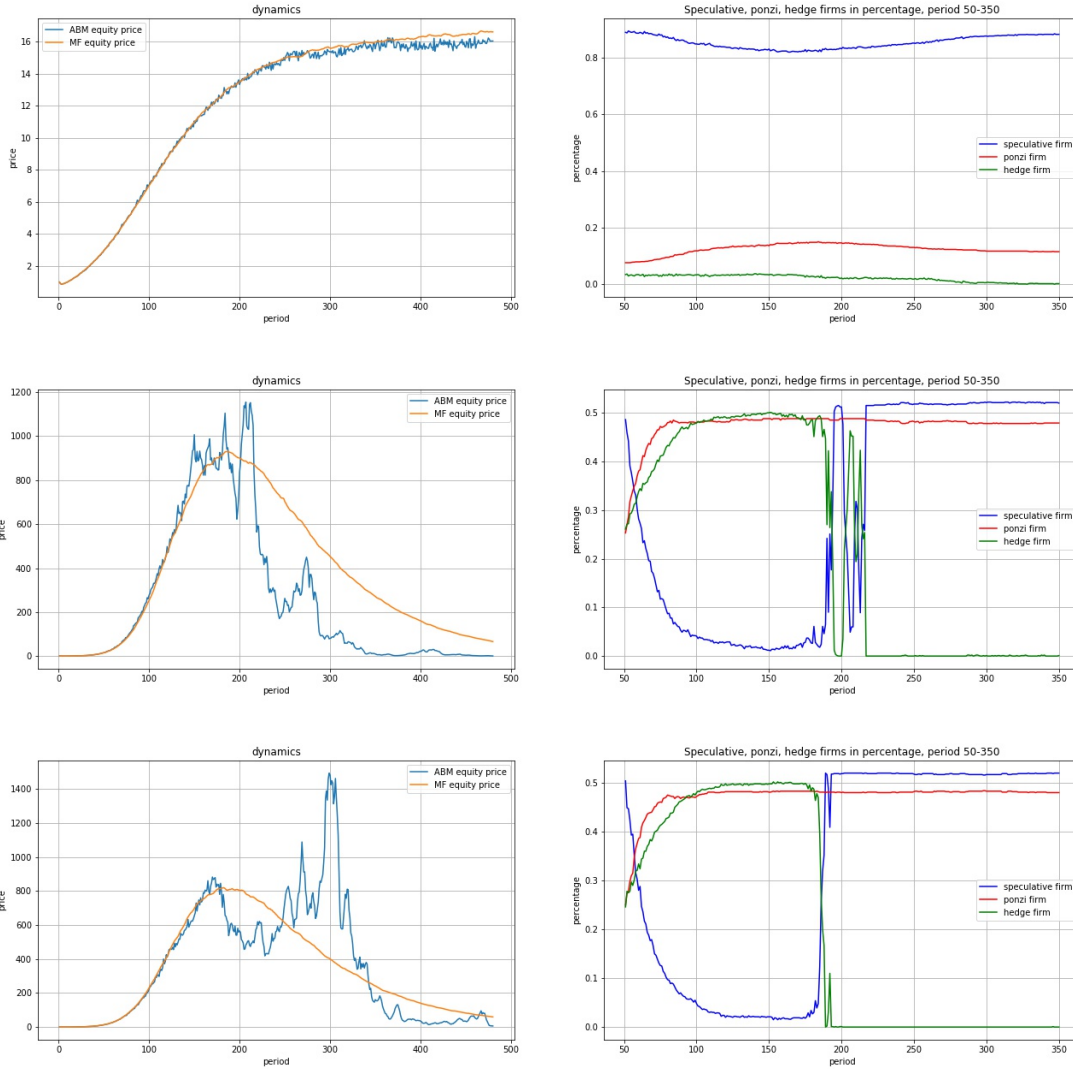 dynamics
ABM equity price
MF equity price
16
14
12
10
8
6
4
2
price
0
100
200
300
400
500
period
Speculative, ponzi, hedge firms in percentage, period 50-350
speculative firm
ponzi firm
hedge firm
0.8
0.6
0.4
0.2
0.0
percentage
50
100
150
200
250
300
350
period
dynamics
ABM equity price
MF equity price
1200
1000
800
600
400
200
0
price
0
100
200
300
400
500
period
Speculative, ponzi, hedge firms in percentage, period 50-350
speculative firm
ponzi firm
hedge firm
0.5
0.4
0.3
0.2
0.1
0.0
percentage
50
100
150
200
250
300
350
period
dynamics
ABM equity price
MF equity price
1400
1200
1000
800
600
400
200
0
price
0
100
200
300
400
500
period
Speculative, ponzi, hedge firms in percentage, period 50-350
speculative firm
ponzi firm
hedge firm
0.5
0.4
0.3
0.2
0.1
0.0
percentage
50
100
150
200
250
300
350
period